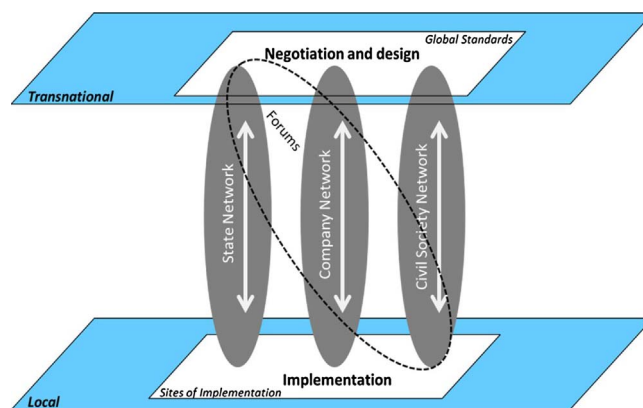 Global Standards
Negotiation and design
Transnational
Forums
State Network
Company Network
Civil Society Network
Implementation
Sites of Implementation
Local